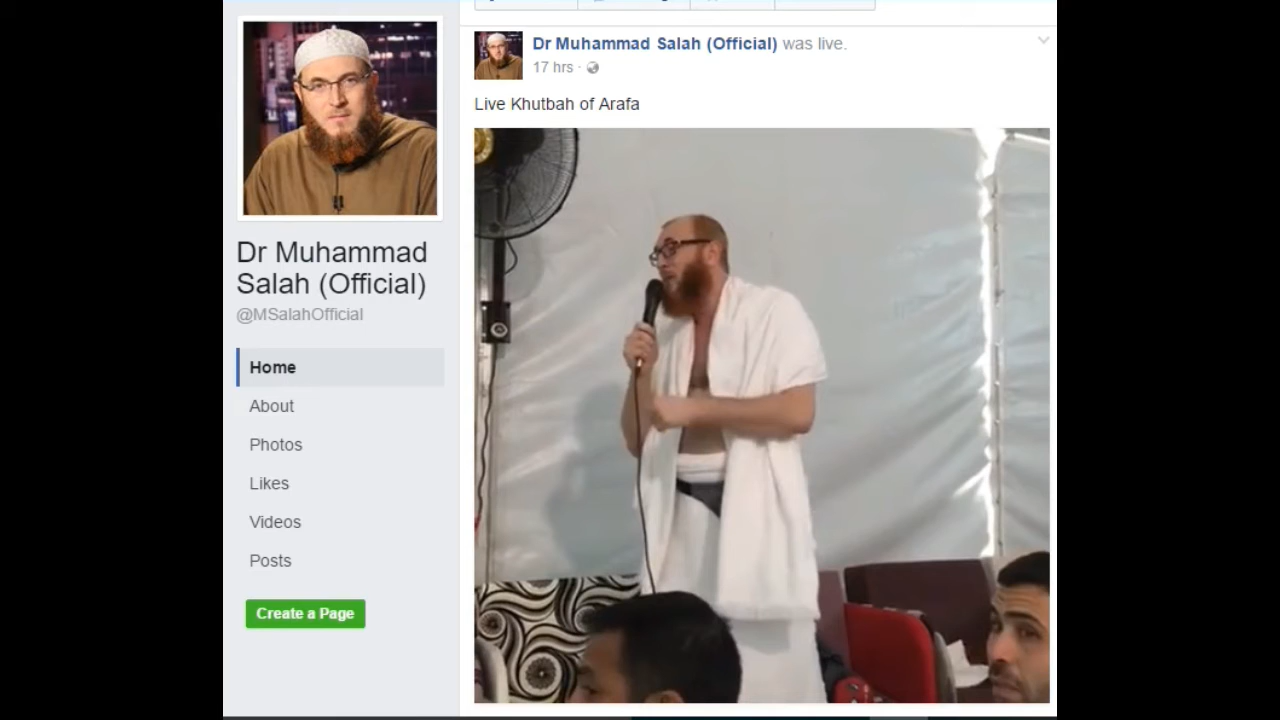 Dr Muhammad
Salah (Official)
@MSalahOfficial
Home
About
Photos
Likes
Videos
Posts
Create a Page
Dr Muhammad Salah (Official) was live.
17 hrs ·
Live Khutbah of Arafa